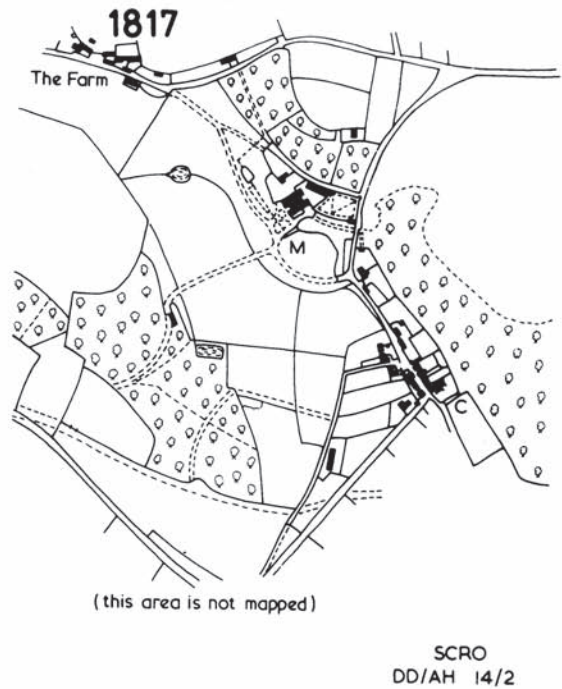 1817
The Farm
M
C
(this area is not mapped)
SCRO
DD/AH 14/2